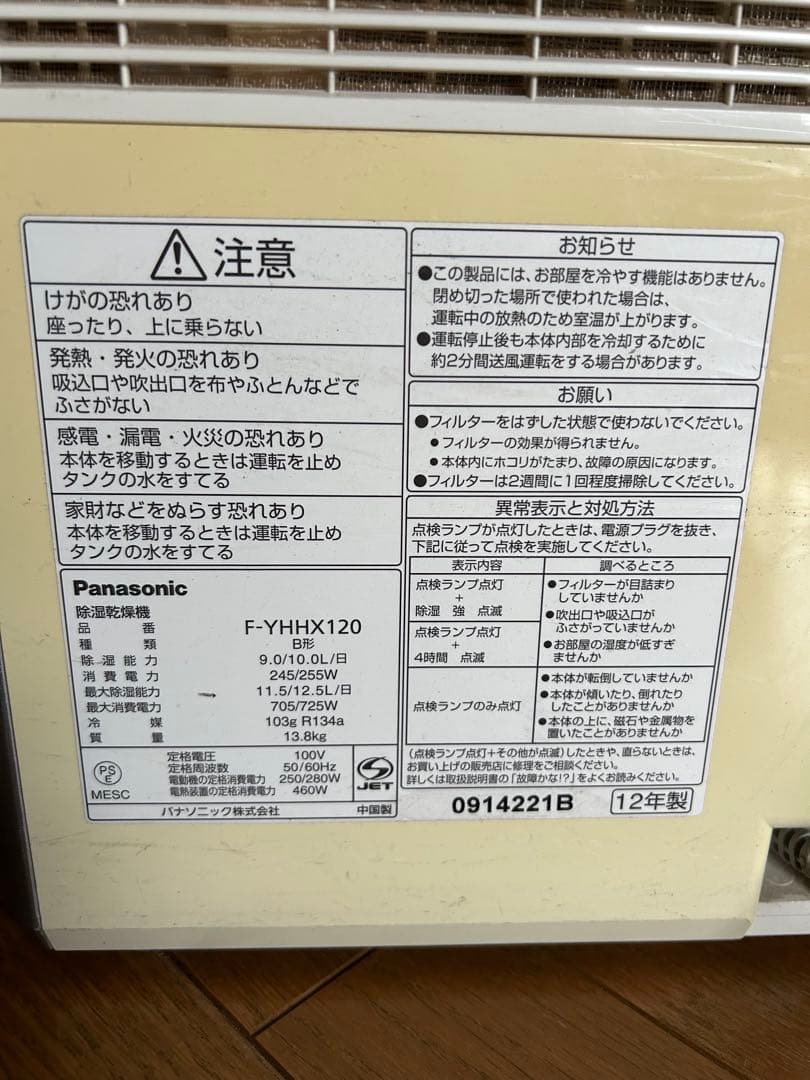 注意
けがの恐れあり
座ったり、上に乗らない
発熱・発火の恐れあり
吸込口や吹出口を布やふとんなどで
ふさがない
感電・漏電・火災の恐れあり
本体を移動するときは運転を止め
タンクの水をすてる
家財などをぬらす恐れあり
本体を移動するときは運転を止め
タンクの水をすてる
Panasonic
除湿乾燥機
品番 F-YHHX120
種類 B形
除湿能力 9.0/10.0L/日
消費電力 245/255W
最大除湿能力 11.5/12.5L/日
最大消費電力 705/725W
冷媒 103g R134a
質量 13.8kg
PS
E
MESC
定格電圧 100V
定格周波数 50/60Hz
電動機の定格消費電力 250/280W
電熱装置の定格消費電力 460W
JET
パナソニック株式会社 中国製
お知らせ
●この製品には、お部屋を冷やす機能はありません。
閉め切った場所で使われた場合は、
運転中の放熱のため室温が上がります。
●運転停止後も本体内部を冷却するために
約2分間送風運転をする場合があります。
お願い
●フィルターをはずした状態で使わないでください。
●フィルターの効果が得られません。
●本体内にホコリがたまり、故障の原因になります。
●フィルターは2週間に1回程度掃除してください。
異常表示と対処方法
点検ランプが点灯したときは、電源プラグを抜き、
下記に従って点検を実施してください。
表示内容 調べるところ
点検ランプ点灯
+
除湿 強 点滅
点検ランプ点灯
+
4時間 点滅
●フィルターが目詰まり
していませんか
●吹出口や吸込口が
ふさがっていませんか
●お部屋の湿度が低すぎ
ませんか
点検ランプのみ点灯
●本体が転倒していませんか
●本体が傾いたり、倒れたり
したことがありませんか
●本体の上に、磁石や金属物を
置いたことがありませんか
(点検ランプ点灯+その他が点滅)したときや、直らないときは、
お買い上げの販売店に修理をご相談ください。
詳しくは取扱説明書の「故障かな!?」をよくお読みください。
0914221B 12年製